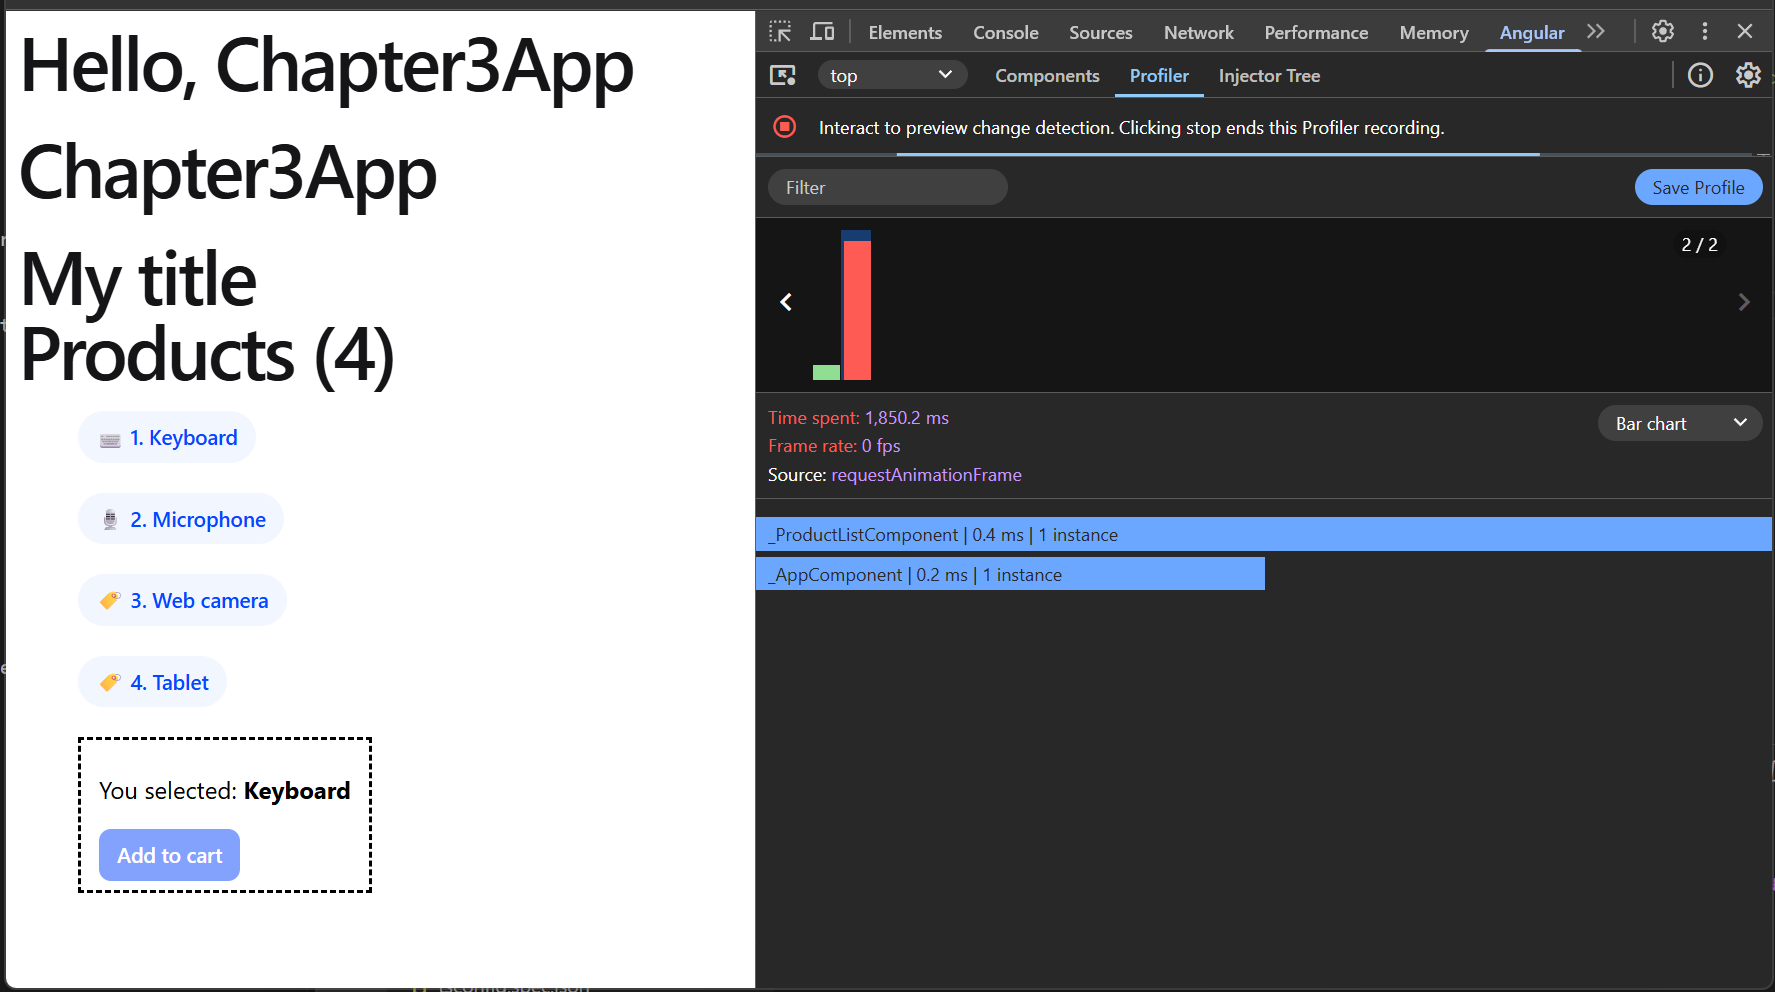 Hello, Chapter3App
Chapter3App
My title
Products (4)
1. Keyboard
2. Microphone
3. Web camera
4. Tablet
You selected: Keyboard
Add to cart
Elements Console Sources Network Performance Memory Angular
top Components Profiler Injector Tree
Interact to preview change detection. Clicking stop ends this Profiler recording.
Filter Save Profile
2 / 2
Time spent: 1,850.2 ms
Bar chart
Frame rate: 0 fps
Source: requestAnimationFrame
_ProductListComponent | 0.4 ms | 1 instance
_AppComponent | 0.2 ms | 1 instance